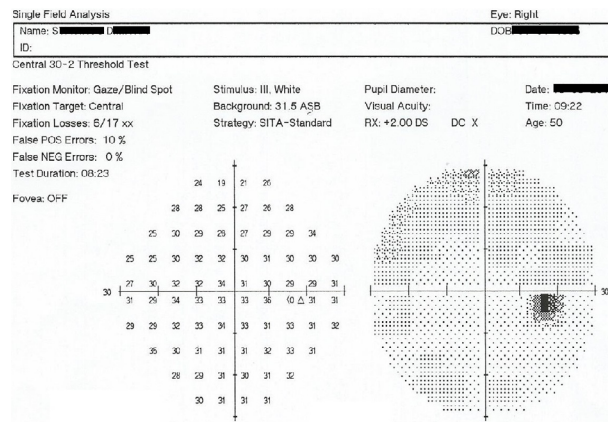 Single Field Analysis Eye: Right
Name: S D DOB
ID:
Central 30-2 Threshold Test
Fixation Monitor: Gaze/Blind Spot Stimulus: III, White Pupil Diameter: Date:
Fixation Target: Central Background: 31.5 ASB Visual Acuity: Time: 09:22
Fixation Losses: 6/17 xx Strategy: SITA-Standard RX: +2.00 DS DC X Age: 50
False POS Errors: 10 %
False NEG Errors: 0 %
Test Duration: 08:23
Fovea: OFF
24 19 21 26
28 28 25 27 26 28
25 30 29 28 27 29 29 34
25 25 30 32 32 30 31 30 30 30
27 30 32 32 34 31 30 29 29 31
30 30
31 29 34 33 33 33 36 (0 △ 31 31
29 29 32 33 34 33 31 33 31 32
35 30 31 31 31 32 33 31
28 29 31 30 31 32
30 31 31 31